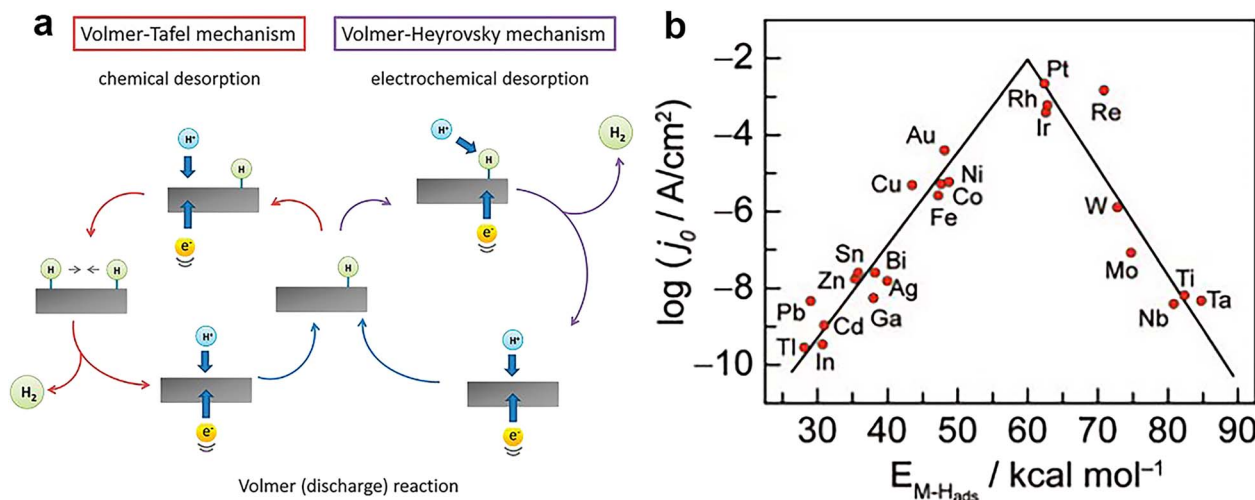 a
Volmer-Tafel mechanism
Volmer-Heyrovsky mechanism
chemical desorption
electrochemical desorption
H⁺
H
e⁻
H
H
H₂
H⁺
e⁻
H
H⁺
H
e⁻
H₂
H⁺
e⁻
Volmer (discharge) reaction
b
log (j₀ / A/cm²)
−2
−4
−6
−8
−10
Pt
Rh
Ir
Re
Au
Cu
Ni
Co
Fe
W
Mo
Sn
Bi
Zn
Ag
Ga
Pb
Cd
Tl
In
Ti
Ta
Nb
30 40 50 60 70 80 90
E_M-H_ads / kcal mol⁻¹